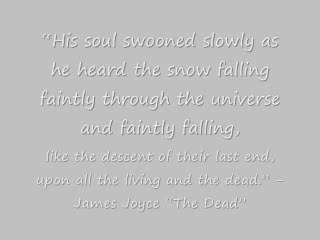 “His soul swooned slowly as
he heard the snow falling
faintly through the universe
and faintly falling,
like the descent of their last end,
upon all the living and the dead.” -
James Joyce “The Dead”